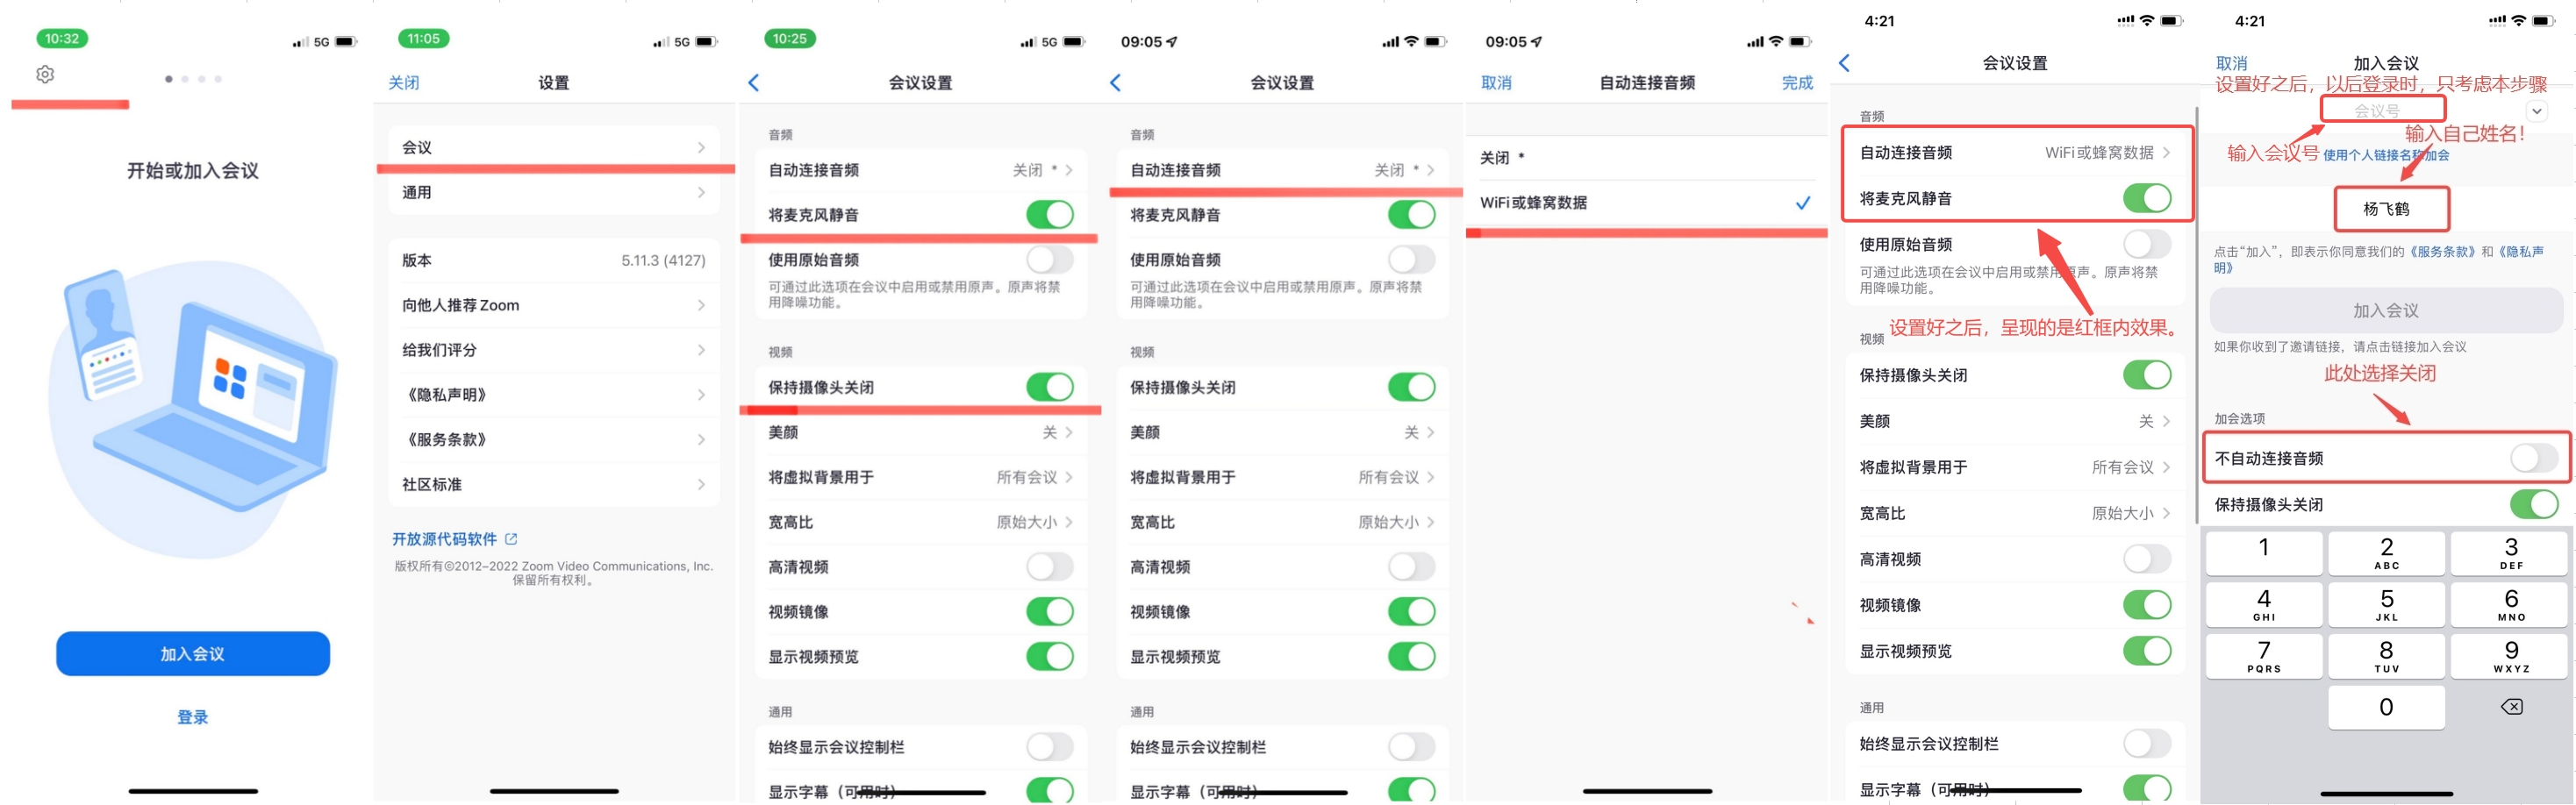 10:32
5G
开始或加入会议
加入会议
登录
11:05
5G
关闭
设置
会议
通用
版本
5.11.3 (4127)
向他人推荐 Zoom
给我们评分
《隐私声明》
《服务条款》
社区标准
开放源代码软件
版权所有©2012–2022 Zoom Video Communications, Inc.
保留所有权利。
10:25
5G
会议设置
音频
自动连接音频
关闭 *
将麦克风静音
使用原始音频
可通过此选项在会议中启用或禁用原声。原声将禁
用降噪功能。
视频
保持摄像头关闭
美颜
关
将虚拟背景用于
所有会议
宽高比
原始大小
高清视频
视频镜像
显示视频预览
通用
始终显示会议控制栏
显示字幕（可用时）
09:05
会议设置
音频
自动连接音频
关闭 *
将麦克风静音
使用原始音频
可通过此选项在会议中启用或禁用原声。原声将禁
用降噪功能。
视频
保持摄像头关闭
美颜
关
将虚拟背景用于
所有会议
宽高比
原始大小
高清视频
视频镜像
显示视频预览
通用
始终显示会议控制栏
显示字幕（可用时）
09:05
取消
自动连接音频
完成
关闭 *
WiFi或蜂窝数据
4:21
会议设置
音频
自动连接音频
WiFi或蜂窝数据
将麦克风静音
使用原始音频
可通过此选项在会议中启用或禁用原声。原声将禁
用降噪功能。
设置好之后，呈现的是红框内效果。
视频
保持摄像头关闭
美颜
关
将虚拟背景用于
所有会议
宽高比
原始大小
高清视频
视频镜像
显示视频预览
通用
始终显示会议控制栏
显示字幕（可用时）
4:21
取消
加入会议
设置好之后，以后登录时，只考虑本步骤
会议号
输入自己姓名！
输入会议号
使用个人链接名称加会
杨飞鹤
点击“加入”，即表示你同意我们的《服务条款》和《隐私声
明》
加入会议
如果你收到了邀请链接，请点击链接加入会议
此处选择关闭
加会选项
不自动连接音频
保持摄像头关闭
1
2
3
ABC
DEF
4
5
6
GHI
JKL
MNO
7
8
9
PQRS
TUV
WXYZ
0